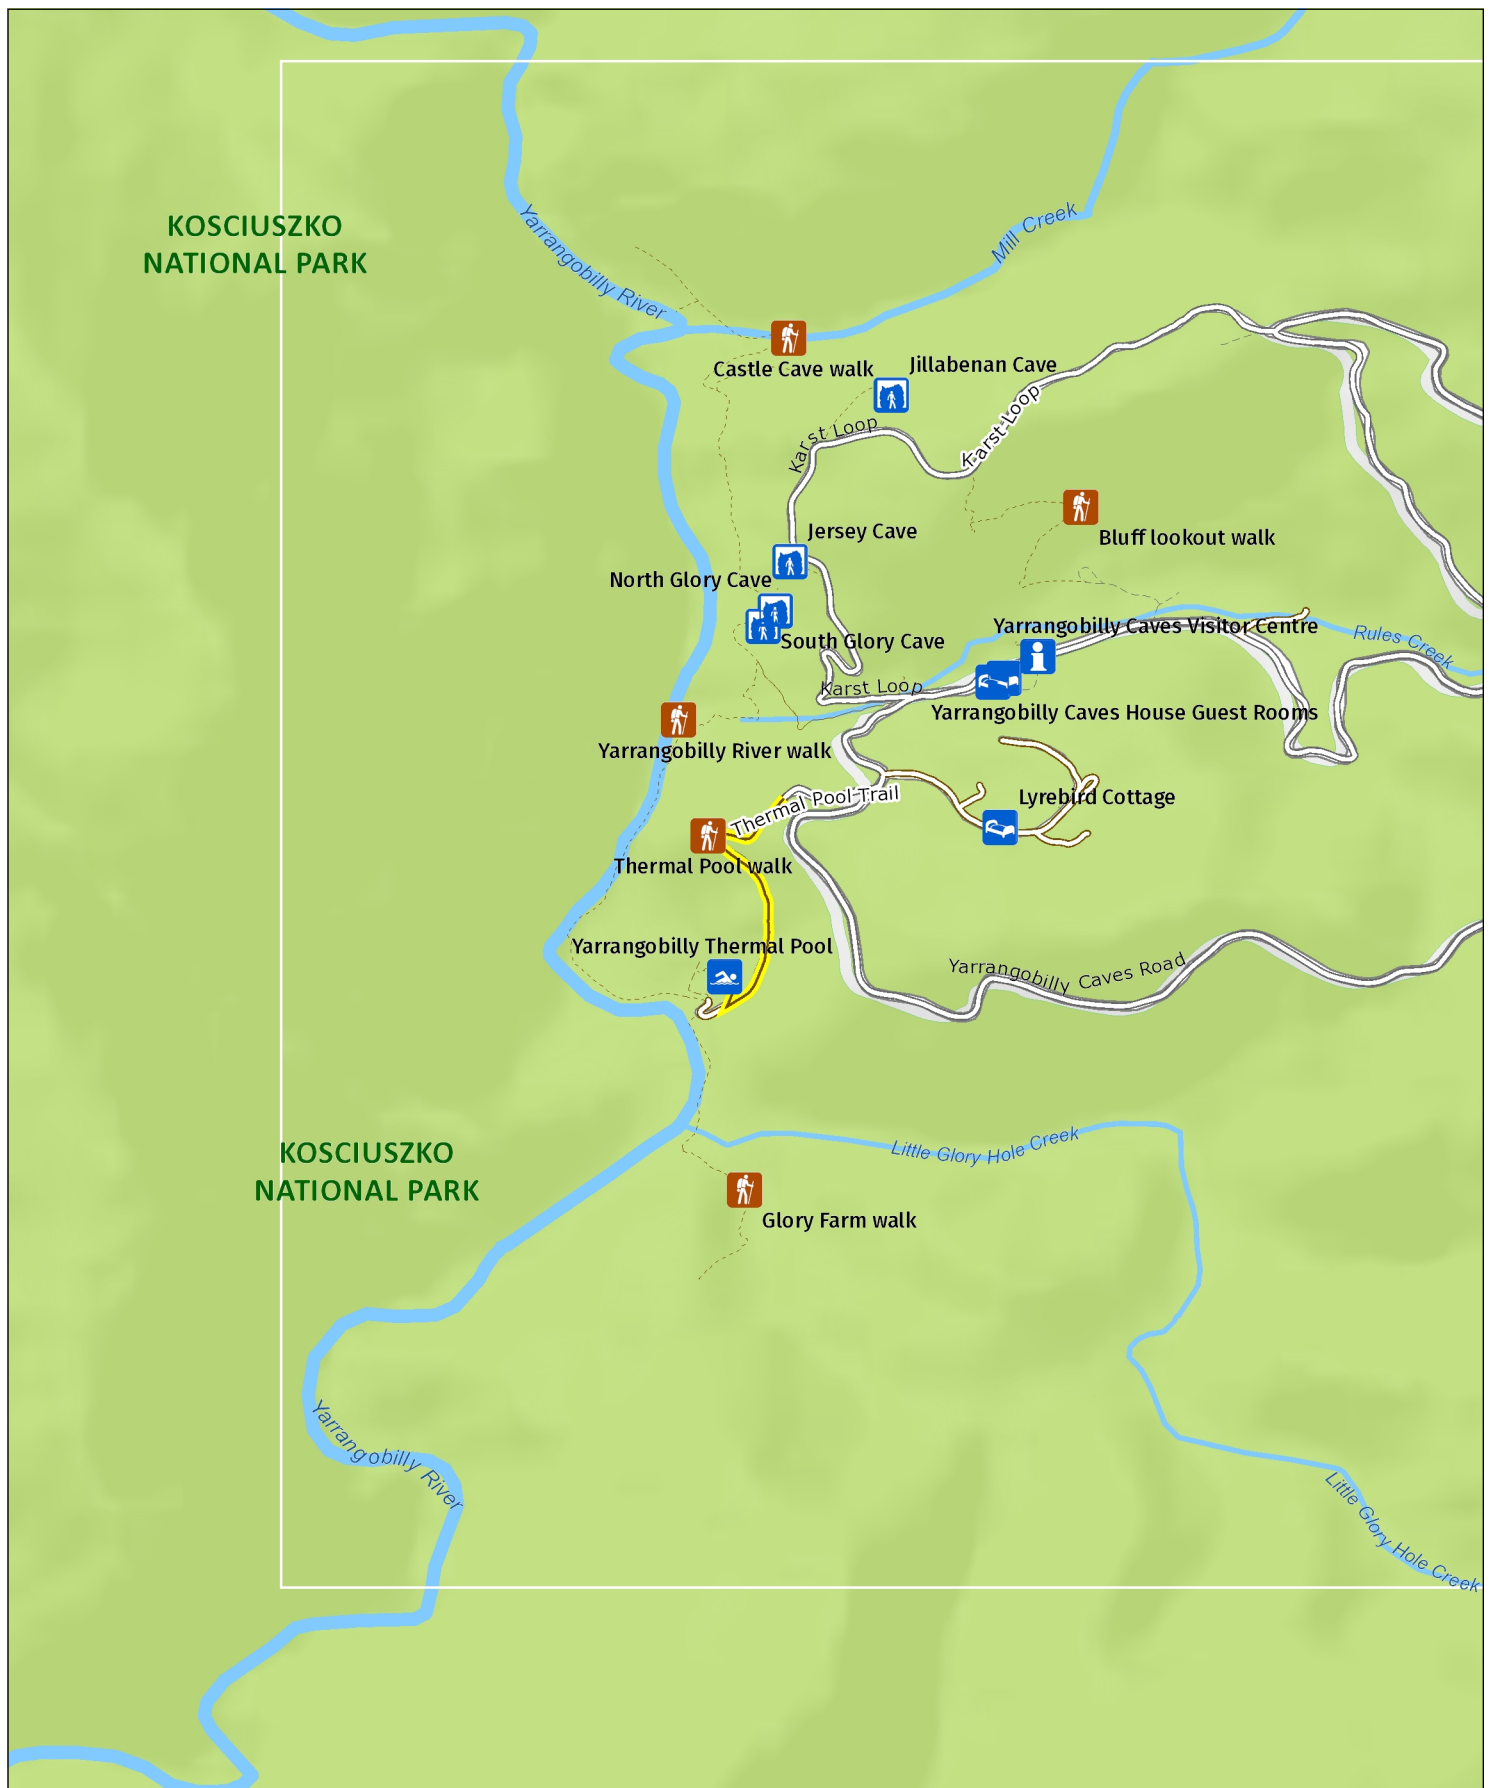 KOSCIUSZKO
NATIONAL PARK
Yarrangobilly River
Mill Creek
Castle Cave walk
Jillabenan Cave
Karst Loop
Karst-Loop
Bluff lookout walk
Jersey Cave
North Glory Cave
South Glory Cave
Yarrangobilly Caves Visitor Centre
Rules Creek
Karst Loop
Yarrangobilly Caves House Guest Rooms
Yarrangobilly River walk
Thermal Pool Trail
Lyrebird Cottage
Thermal Pool walk
Yarrangobilly Thermal Pool
Yarrangobilly Caves Road
KOSCIUSZKO
NATIONAL PARK
Little Glory Hole Creek
Glory Farm walk
Yarrangobilly River
Little Glory Hole Creek